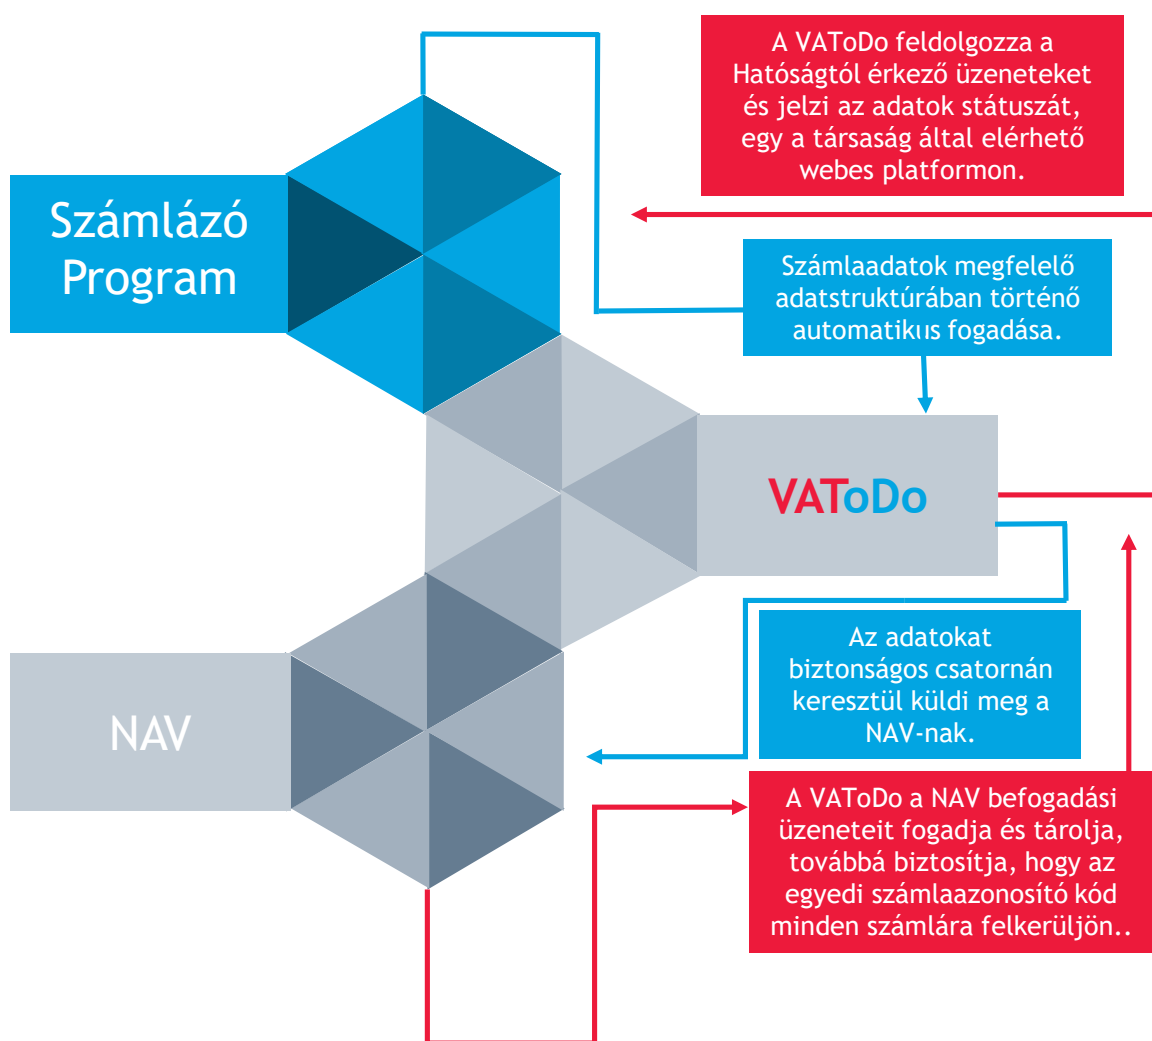 A VAToDo feldolgozza a
Hatóságtól érkező üzeneteket
és jelzi az adatok státuszát,
egy a társaság által elérhető
webes platformon.
Számlázó
Program
Számlaadatok megfelelő
adatstruktúrában történő
automatikus fogadása.
VAToDo
Az adatokat
biztonságos csatornán
keresztül küldi meg a
NAV-nak.
NAV
A VAToDo a NAV befogadási
üzeneteit fogadja és tárolja,
továbbá biztosítja, hogy az
egyedi számlaazonosító kód
minden számlára felkerüljön..